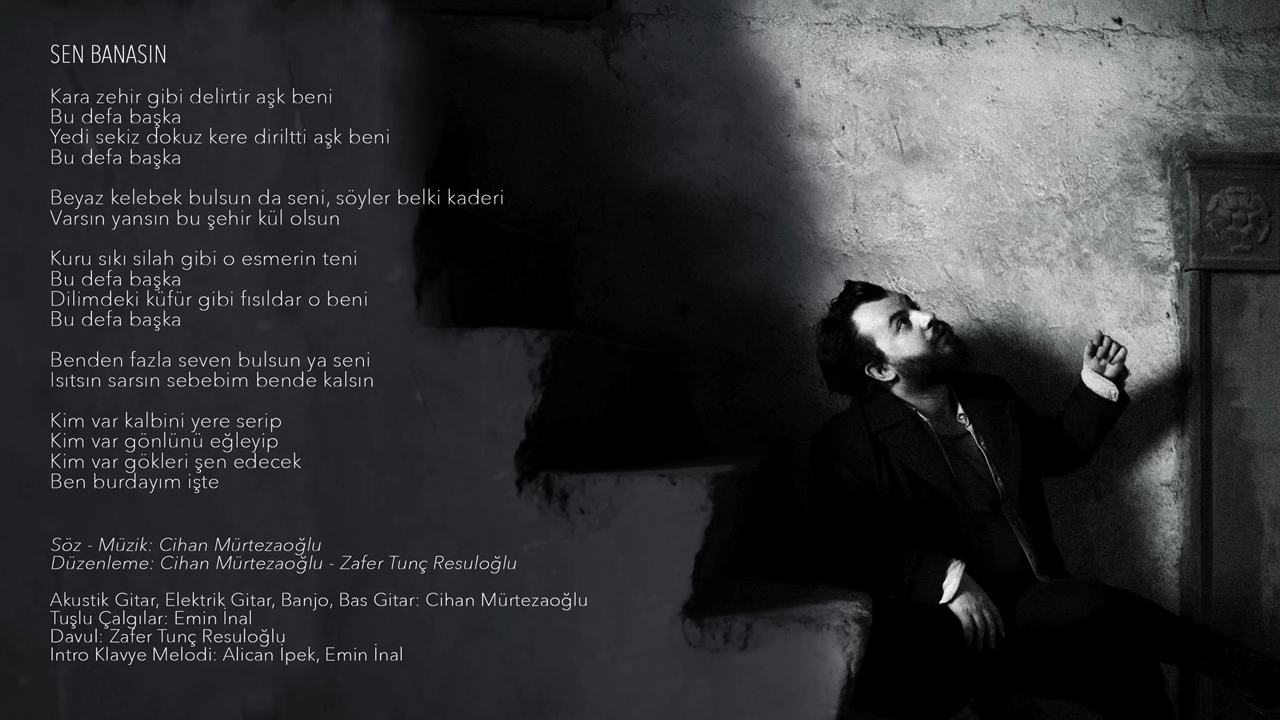 SEN BANASIN
Kara zehir gibi delirtir aşk beni
Bu defa başka
Yedi sekiz dokuz kere diriltti aşk beni
Bu defa başka
Beyaz kelebek bulsun da seni, söyler belki kaderi
Varsın yansın bu şehir kül olsun
Kuru sıkı silah gibi o esmerin teni
Bu defa başka
Dilimdeki küfür gibi fısıldar o beni
Bu defa başka
Benden fazla seven bulsun ya seni
Isıtsın sarsın sebebim bende kalsın
Kim var kalbini yere serip
Kim var gönlünü eğleyip
Kim var gökleri şen edecek
Ben burdayım işte
Söz - Müzik: Cihan Mürtezaoğlu
Düzenleme: Cihan Mürtezaoğlu - Zafer Tunç Resuloğlu
Akustik Gitar, Elektrik Gitar, Banjo, Bas Gitar: Cihan Mürtezaoğlu
Tuşlu Çalgılar: Emin İnal
Davul: Zafer Tunç Resuloğlu
Intro Klavye Melodi: Alican İpek, Emin İnal